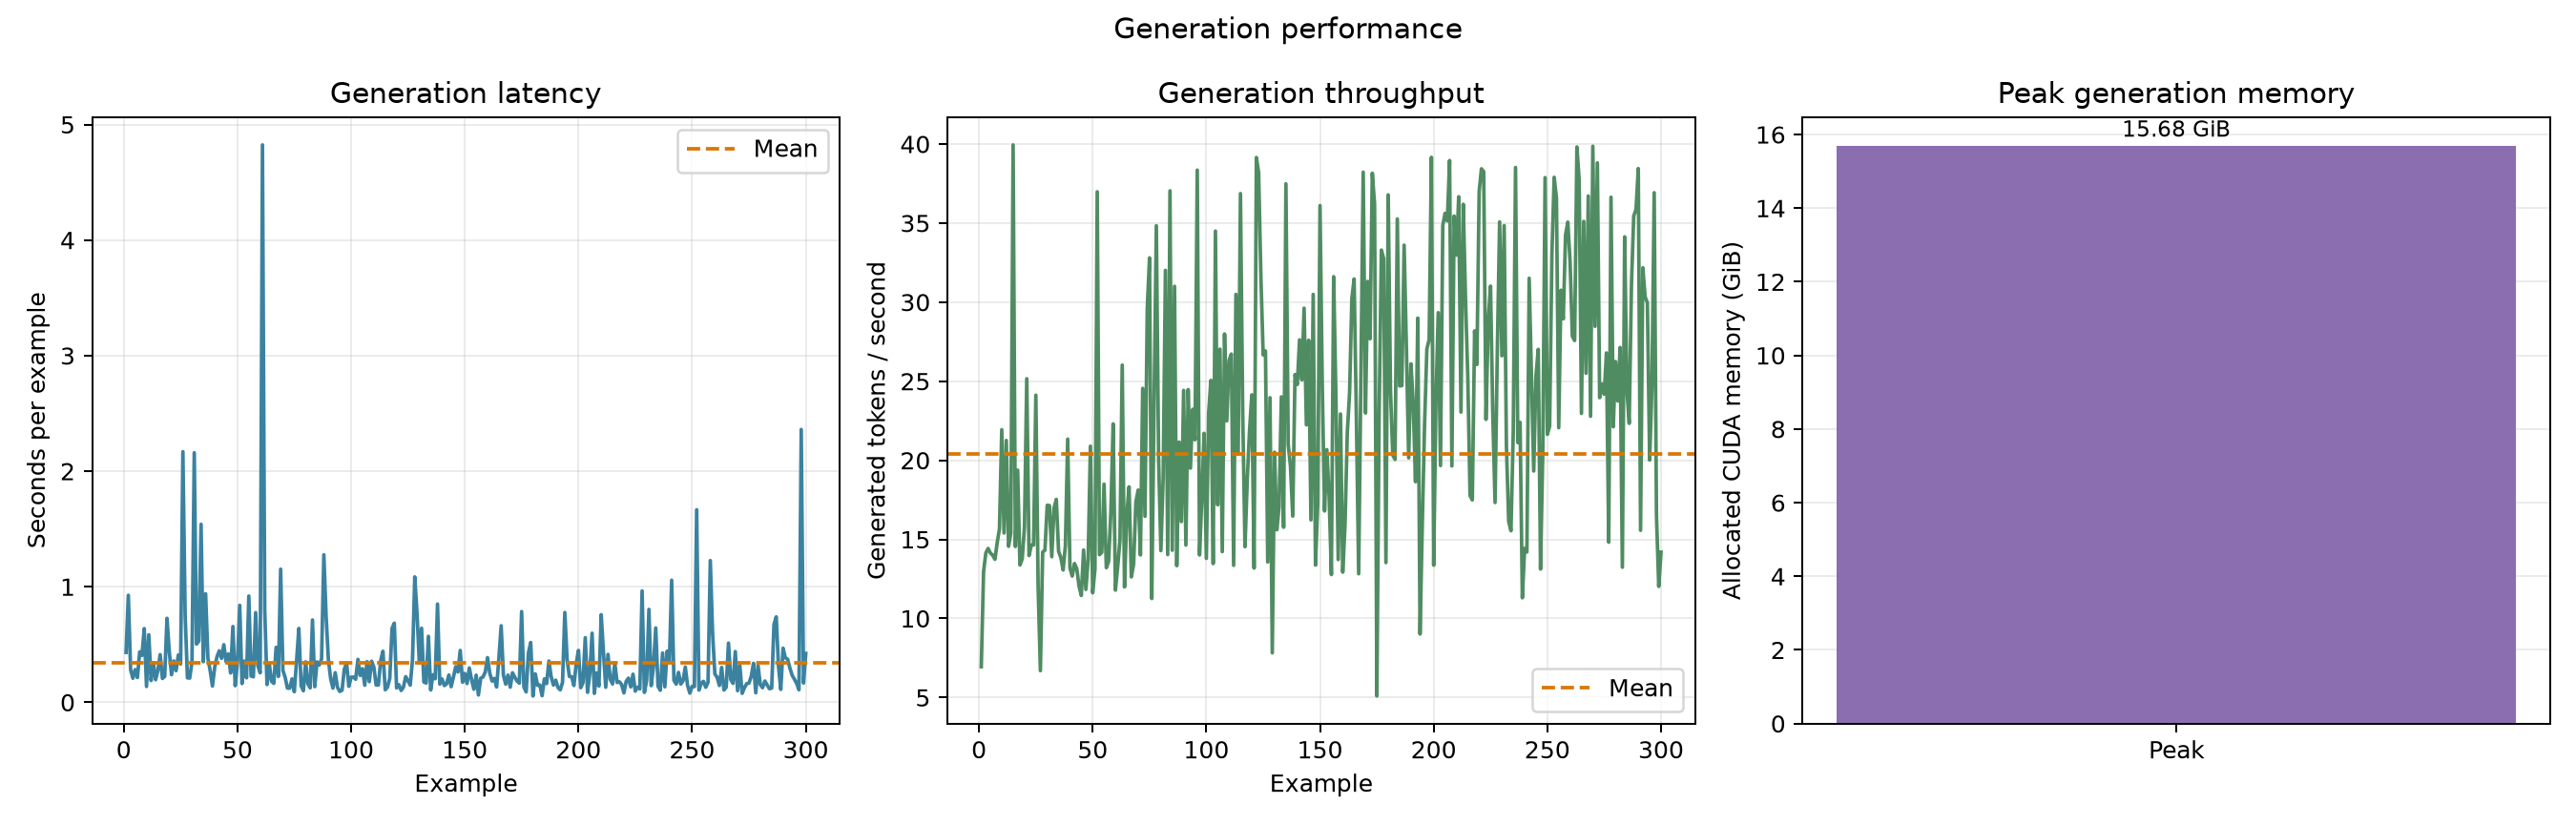 Generation performance
Generation latency
5
4
3
2
1
0
Seconds per example
Mean
0 50 100 150 200 250 300
Example
Generation throughput
40
35
30
25
20
15
10
5
Generated tokens / second
Mean
0 50 100 150 200 250 300
Example
Peak generation memory
16
14
12
10
8
6
4
2
0
Allocated CUDA memory (GiB)
15.68 GiB
Peak